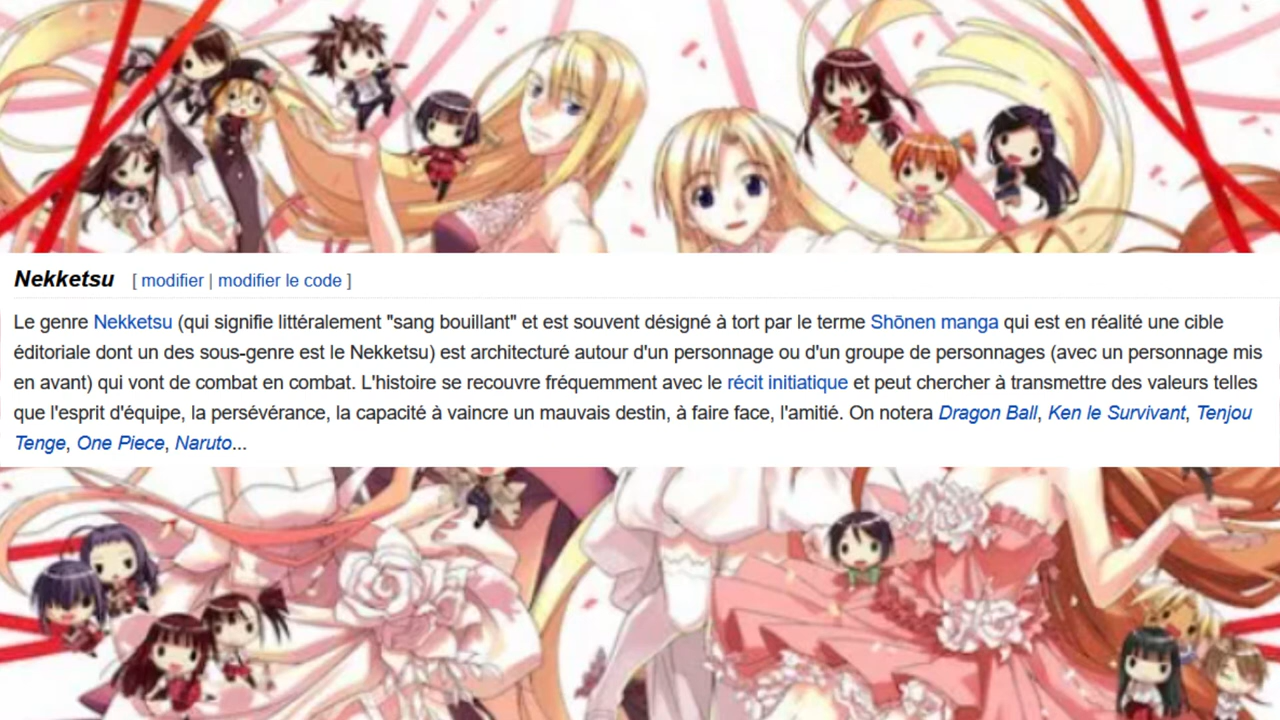 Nekketsu [ modifier | modifier le code ]
Le genre Nekketsu (qui signifie littéralement "sang bouillant" et est souvent désigné à tort par le terme Shōnen manga qui est en réalité une cible
éditoriale dont un des sous-genre est le Nekketsu) est architecturé autour d'un personnage ou d'un groupe de personnages (avec un personnage mis
en avant) qui vont de combat en combat. L'histoire se recouvre fréquemment avec le récit initiatique et peut chercher à transmettre des valeurs telles
que l'esprit d'équipe, la persévérance, la capacité à vaincre un mauvais destin, à faire face, l'amitié. On notera Dragon Ball, Ken le Survivant, Tenjou
Tenge, One Piece, Naruto...